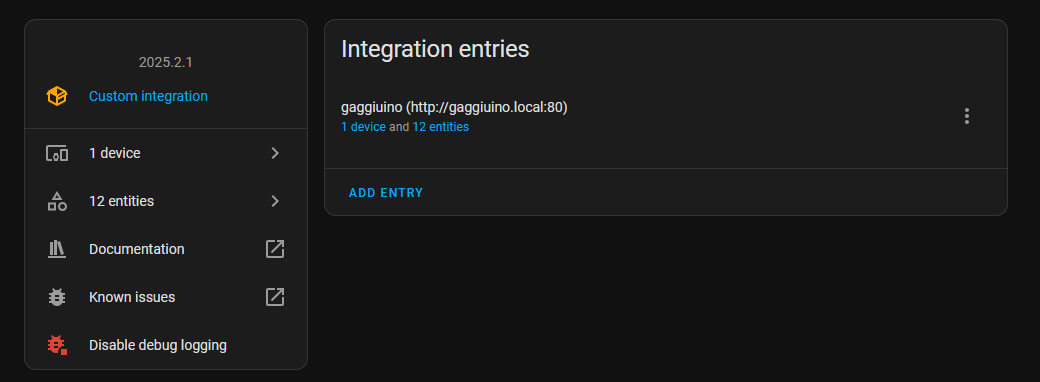 2025.2.1
Custom integration
1 device
12 entities
Documentation
Known issues
Disable debug logging
Integration entries
gaggiuino (http://gaggiuino.local:80)
1 device and 12 entities
ADD ENTRY